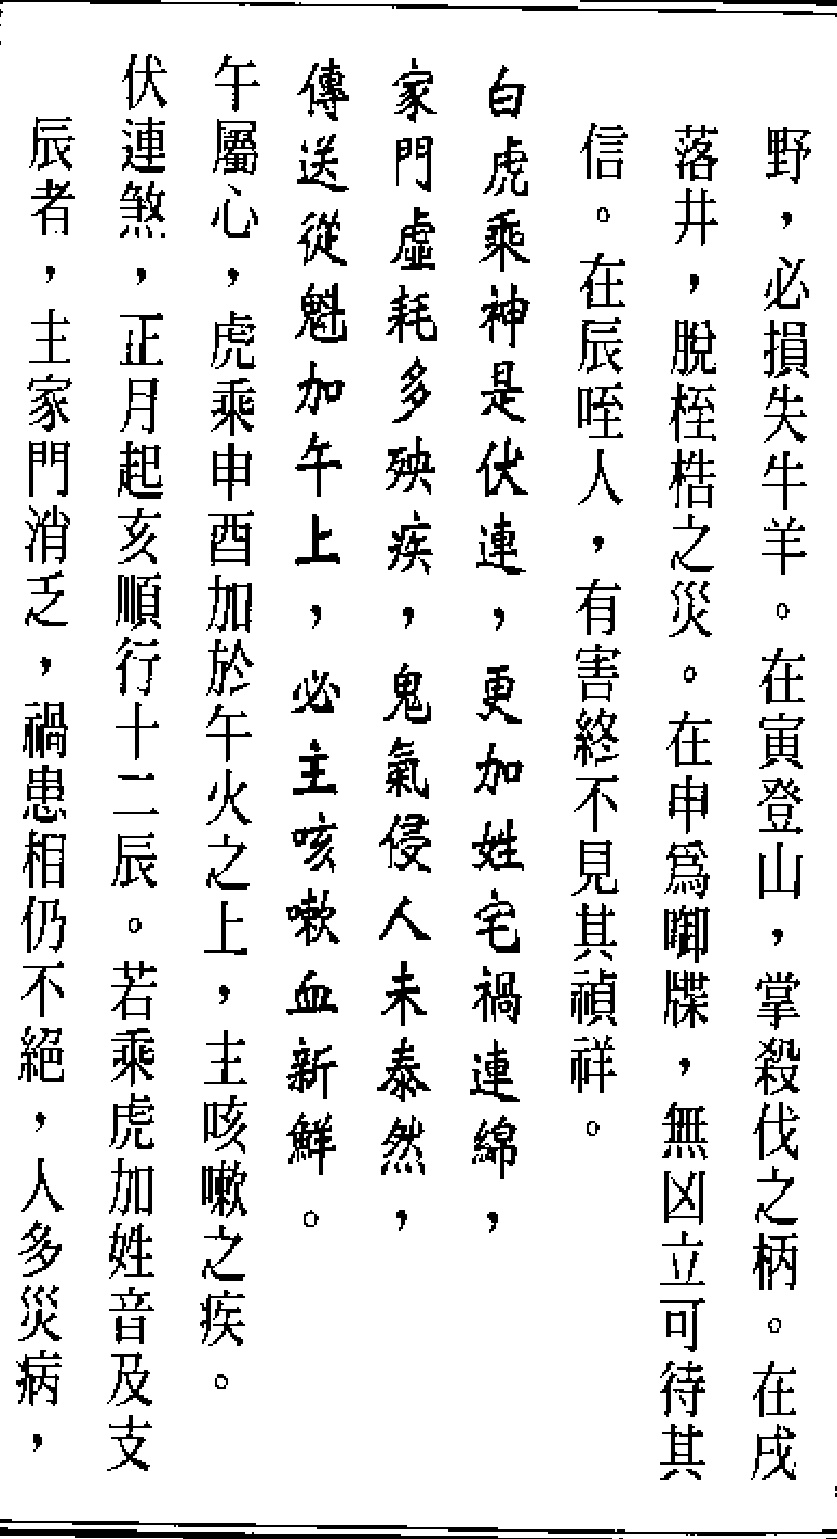 野，必損失牛羊。在寅登山，掌殺伐之柄。在戌
落井，脫桎梏之災。在申爲啣牒，無凶立可待其
信。在辰咥人，有害終不見其禎祥。
白虎乘神是伏連，更加姓宅禍連綿，
家門虛耗多殃疾，鬼氣侵人未泰然，
傳送從魁加午上，必主咳嗽血新鮮。
午屬心，虎乘申酉加於午火之上，主咳嗽之疾。
伏連煞，正月起亥順行十二辰。若乘虎加姓音及支
辰者，主家門消乏，禍患相仍不絕，人多災病，